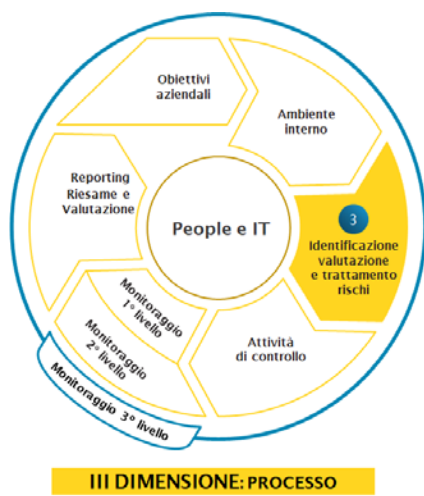 Obiettivi
aziendali
Ambiente
interno
3
Identificazione
valutazione
e trattamento
rischi
Attività
di controllo
Monitoraggio
1° livello
Monitoraggio
2° livello
Monitoraggio 3° livello
Reporting
Riesame e
Valutazione
People e IT
III DIMENSIONE: PROCESSO